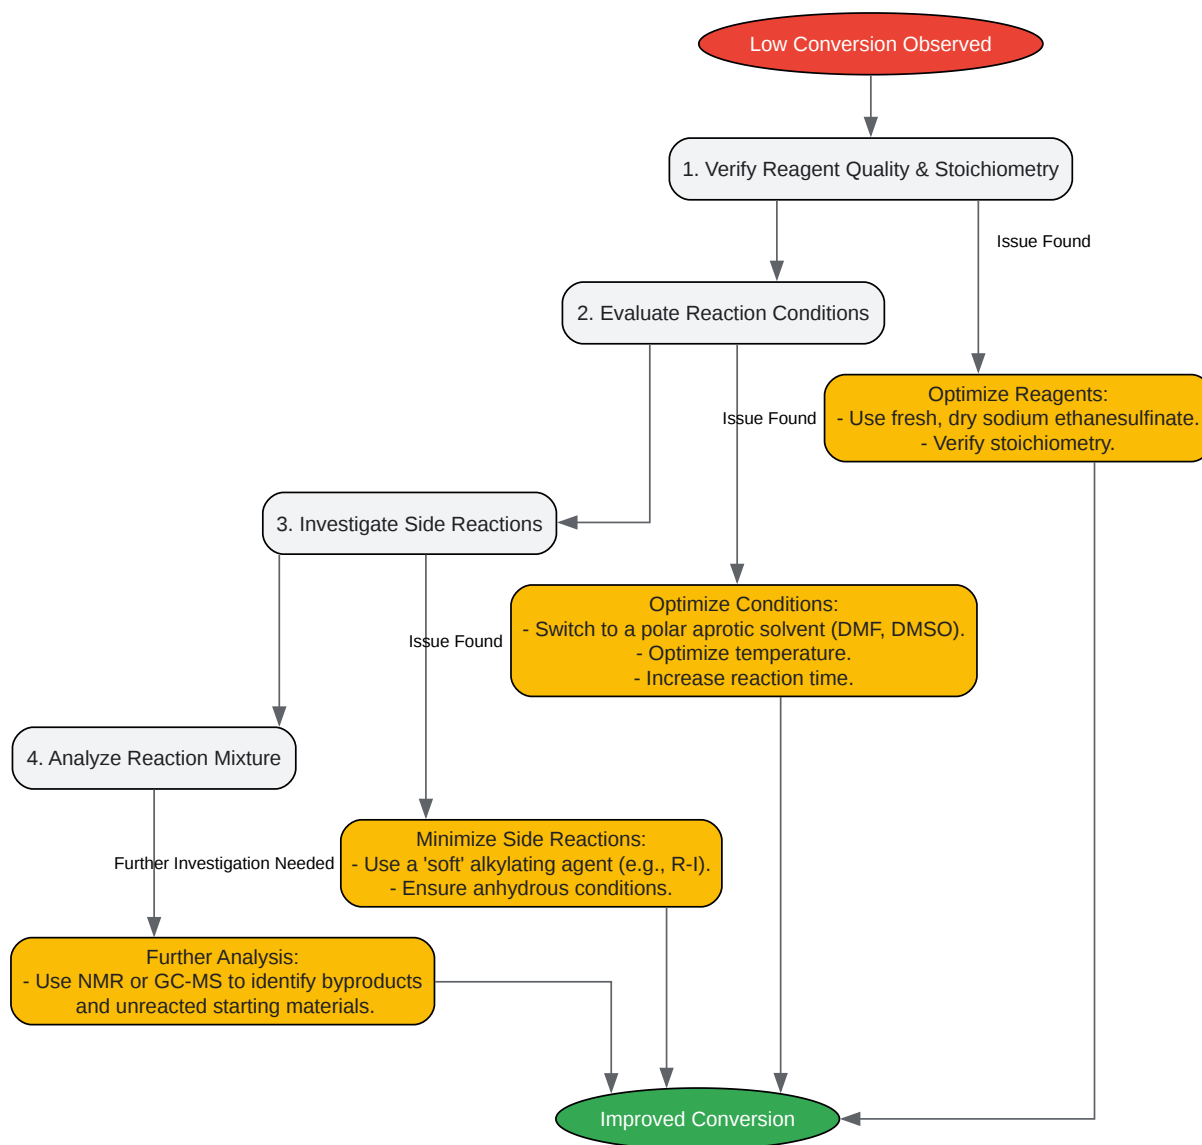 Low Conversion Observed
1. Verify Reagent Quality & Stoichiometry
Issue Found
2. Evaluate Reaction Conditions
Optimize Reagents:
- Use fresh, dry sodium ethanesulfinate.
- Verify stoichiometry.
Issue Found
3. Investigate Side Reactions
Optimize Conditions:
- Switch to a polar aprotic solvent (DMF, DMSO).
- Optimize temperature.
- Increase reaction time.
Issue Found
4. Analyze Reaction Mixture
Minimize Side Reactions:
- Use a 'soft' alkylating agent (e.g., R-I).
- Ensure anhydrous conditions.
Further Investigation Needed
Further Analysis:
- Use NMR or GC-MS to identify byproducts
and unreacted starting materials.
Improved Conversion